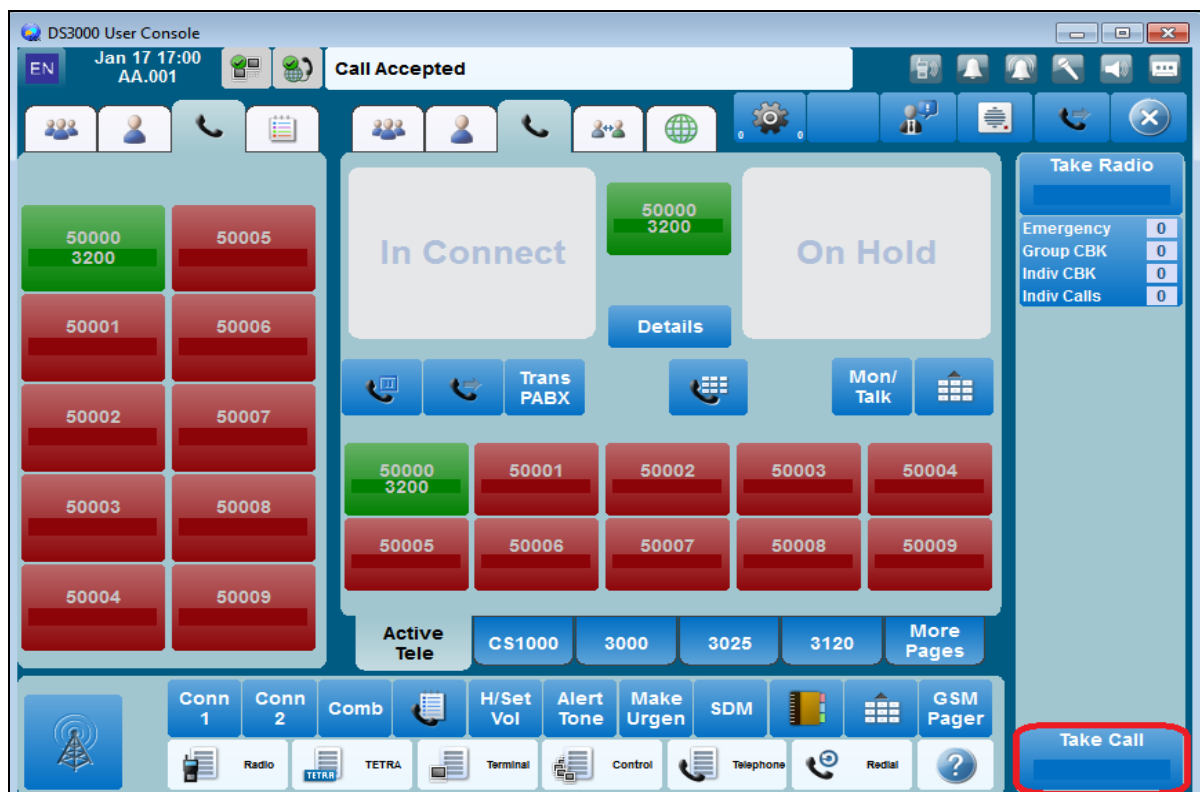 DS3000 User Console
EN
Jan 17 17:00
AA.001
Call Accepted
0
0
50000
3200
50005
50001
50006
50002
50007
50003
50008
50004
50009
In Connect
50000
3200
On Hold
Details
Trans
PABX
Mon/
Talk
50000
3200
50001
50002
50003
50004
50005
50006
50007
50008
50009
Active
Tele
CS1000
3000
3025
3120
More
Pages
Take Radio
Emergency 0
Group CBK 0
Indiv CBK 0
Indiv Calls 0
Conn
1
Conn
2
Comb
H/Set
Vol
Alert
Tone
Make
Urgen
SDM
GSM
Pager
Radio
TETRA
TETRA
Terminal
Control
Telephone
Redial
?
Take Call